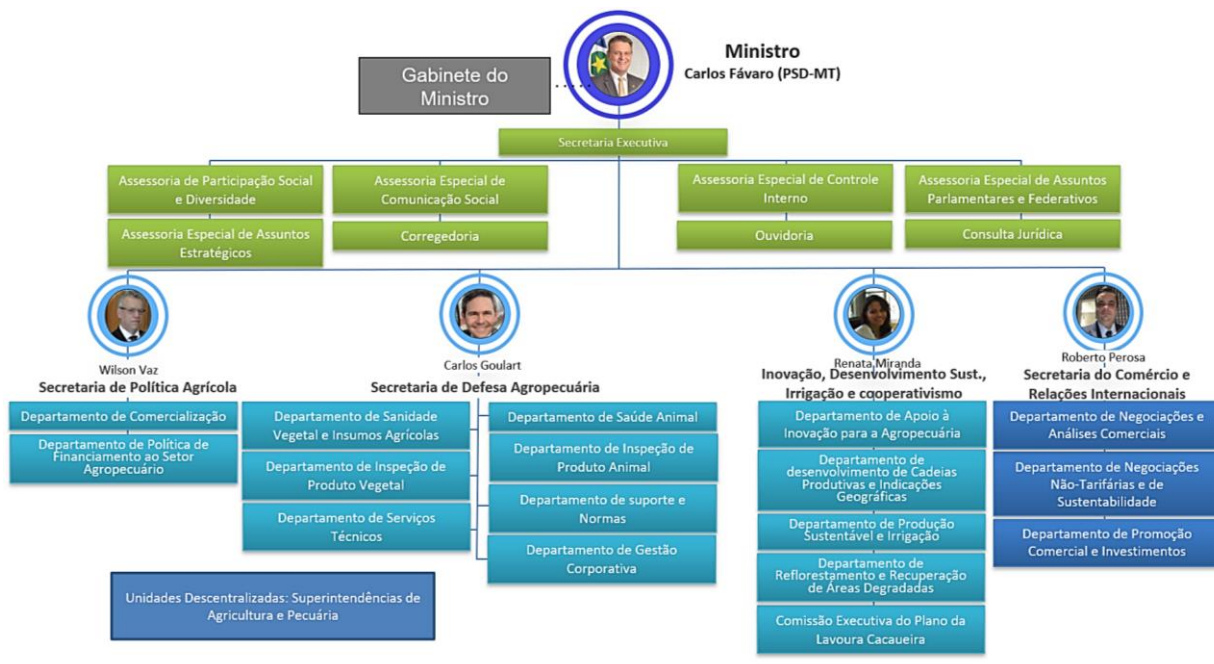 Ministro
Carlos Fávaro (PSD-MT)
Gabinete do
Ministro
Secretaria Executiva
Assessoria de Participação Social
e Diversidade
Assessoria Especial de
Comunicação Social
Assessoria Especial de Controle
Interno
Assessoria Especial de Assuntos
Parlamentares e Federativos
Assessoria Especial de Assuntos
Estratégicos
Corregedoria
Ouvidoria
Consulta Jurídica
Wilson Vaz
Secretaria de Política Agrícola
Departamento de Comercialização
Departamento de Política de
Financiamento ao Setor
Agropecuário
Carlos Goulart
Secretaria de Defesa Agropecuária
Departamento de Sanidade
Vegetal e Insumos Agrícolas
Departamento de Inspeção de
Produto Vegetal
Departamento de Serviços
Técnicos
Departamento de Saúde Animal
Departamento de Inspeção de
Produto Animal
Departamento de suporte e
Normas
Departamento de Gestão
Corporativa
Renata Miranda
Inovação, Desenvolvimento Sust.,
Irrigação e cooperativismo
Departamento de Apoio à
Inovação para a Agropecuária
Departamento de
desenvolvimento de Cadeias
Produtivas e Indicações
Geográficas
Departamento de Produção
Sustentável e Irrigação
Departamento de
Reflorestamento e Recuperação
de Áreas Degradadas
Comissão Executiva do Plano da
Lavoura Cacaueira
Roberto Perosa
Secretaria do Comércio e
Relações Internacionais
Departamento de Negociações e
Análises Comerciais
Departamento de Negociações
Não-Tarifárias e de
Sustentabilidade
Departamento de Promoção
Comercial e Investimentos
Unidades Descentralizadas: Superintendências de
Agricultura e Pecuária